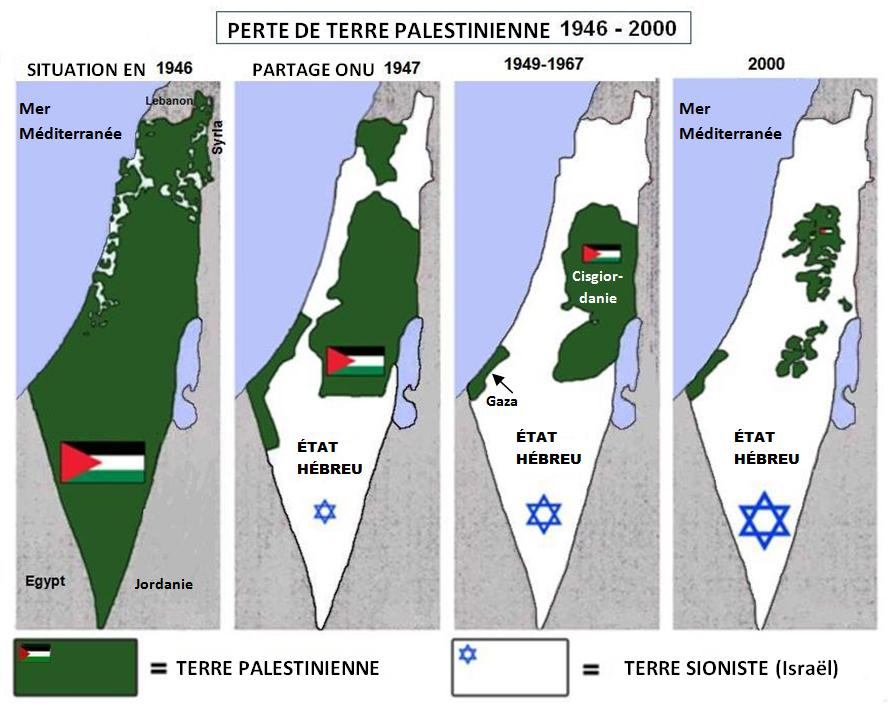 PERTE DE TERRE PALESTINIENNE 1946 - 2000
SITUATION EN 1946
PARTAGE ONU 1947
1949-1967
2000
Mer
Méditerranée
Lebanon
Syria
Egypt
Jordanie
ÉTAT
HÉBREU
Cisgior-
danie
Gaza
ÉTAT
HÉBREU
Mer
Méditerranée
ÉTAT
HÉBREU
= TERRE PALESTINIENNE
= TERRE SIONISTE (Israël)